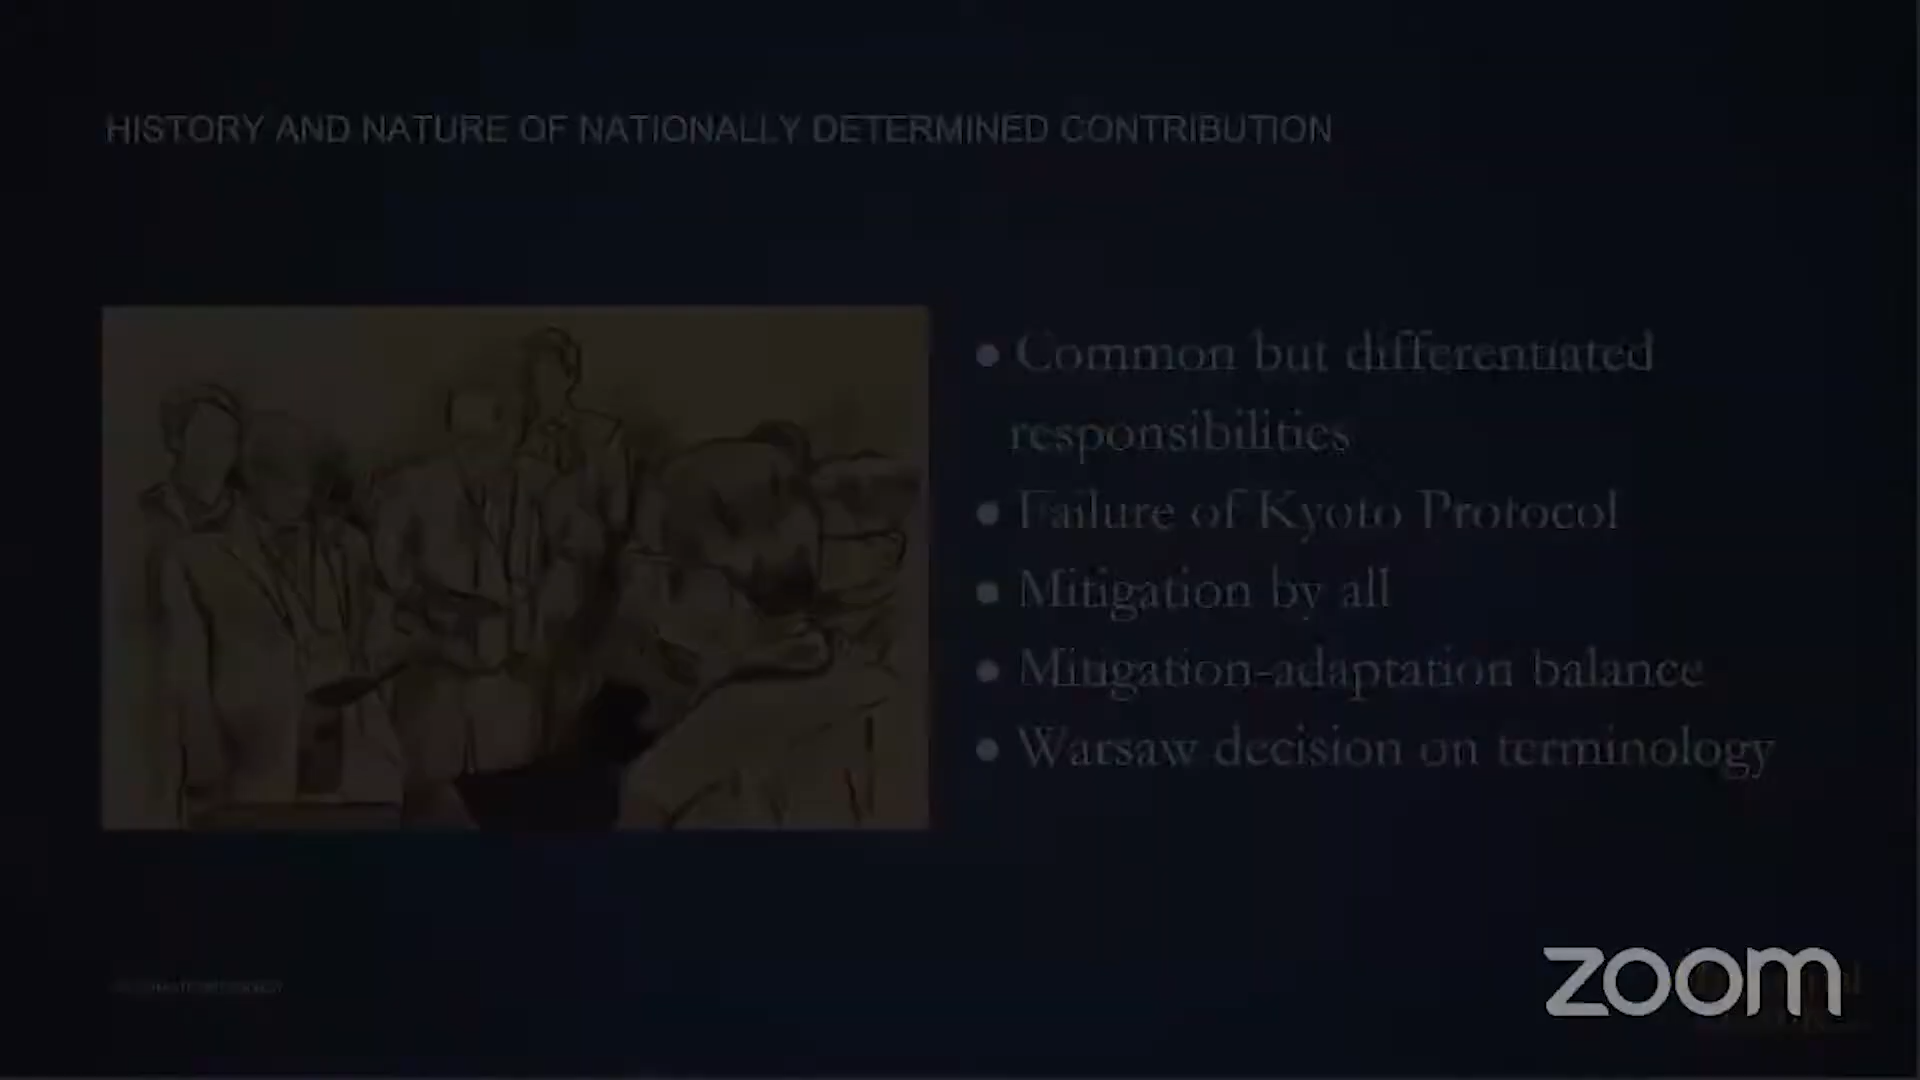 HISTORY AND NATURE OF NATIONALLY DETERMINED CONTRIBUTION
● Common but differentiated
responsibilities
● Failure of Kyoto Protocol
● Mitigation by all
● Mitigation-adaptation balance
● Warsaw decision on terminology
zoom